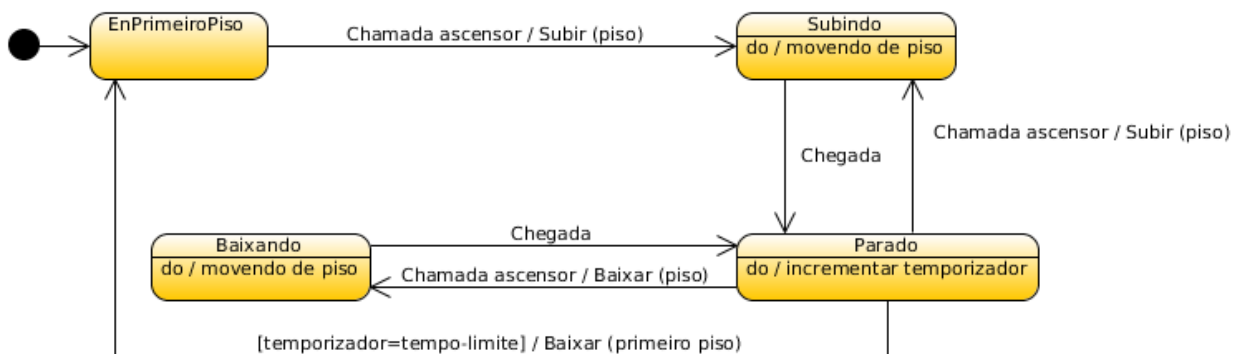 EnPrimeiroPiso
Chamada ascensor / Subir (piso)
Subindo
do / movendo de piso
Chegada
Chamada ascensor / Subir (piso)
Baixando
do / movendo de piso
Chegada
Chamada ascensor / Baixar (piso)
Parado
do / incrementar temporizador
[temporizador=tempo-limite] / Baixar (primeiro piso)